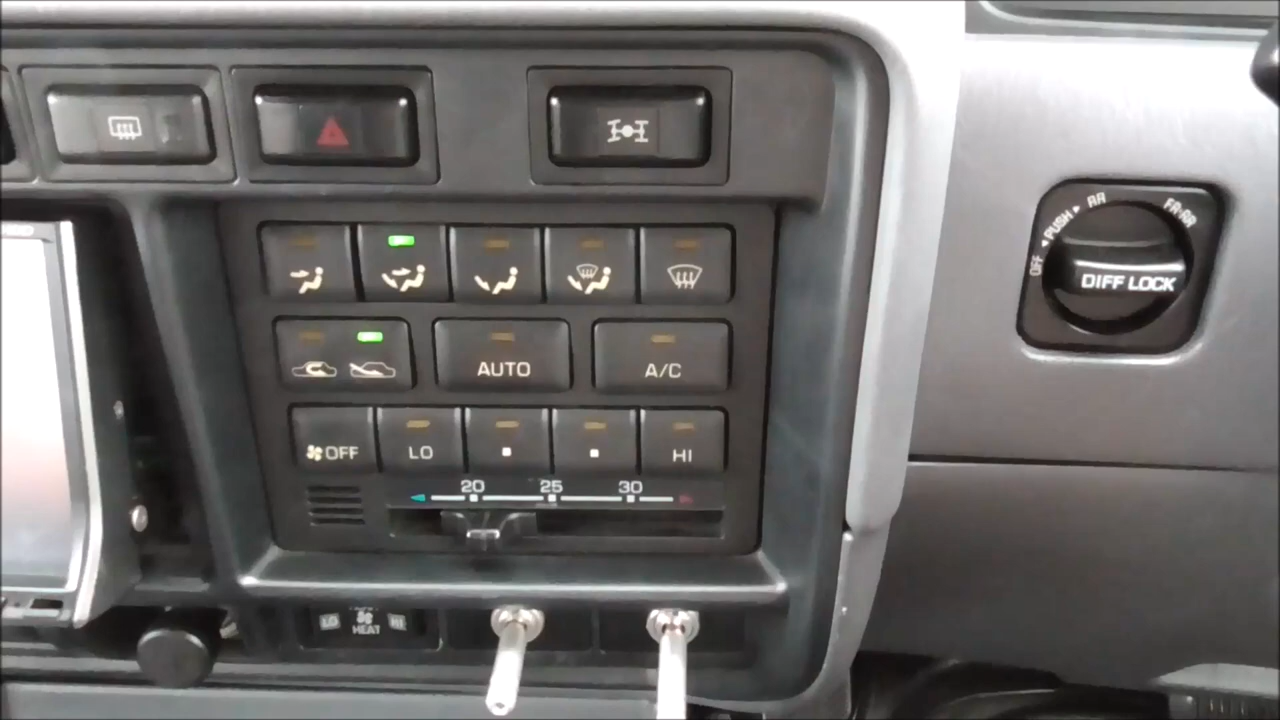 OFF
◄PUSH►
RR
FR·RR
DIFF LOCK
AUTO
A/C
OFF
LO
HI
20
25
30
LO
HI
HEAT